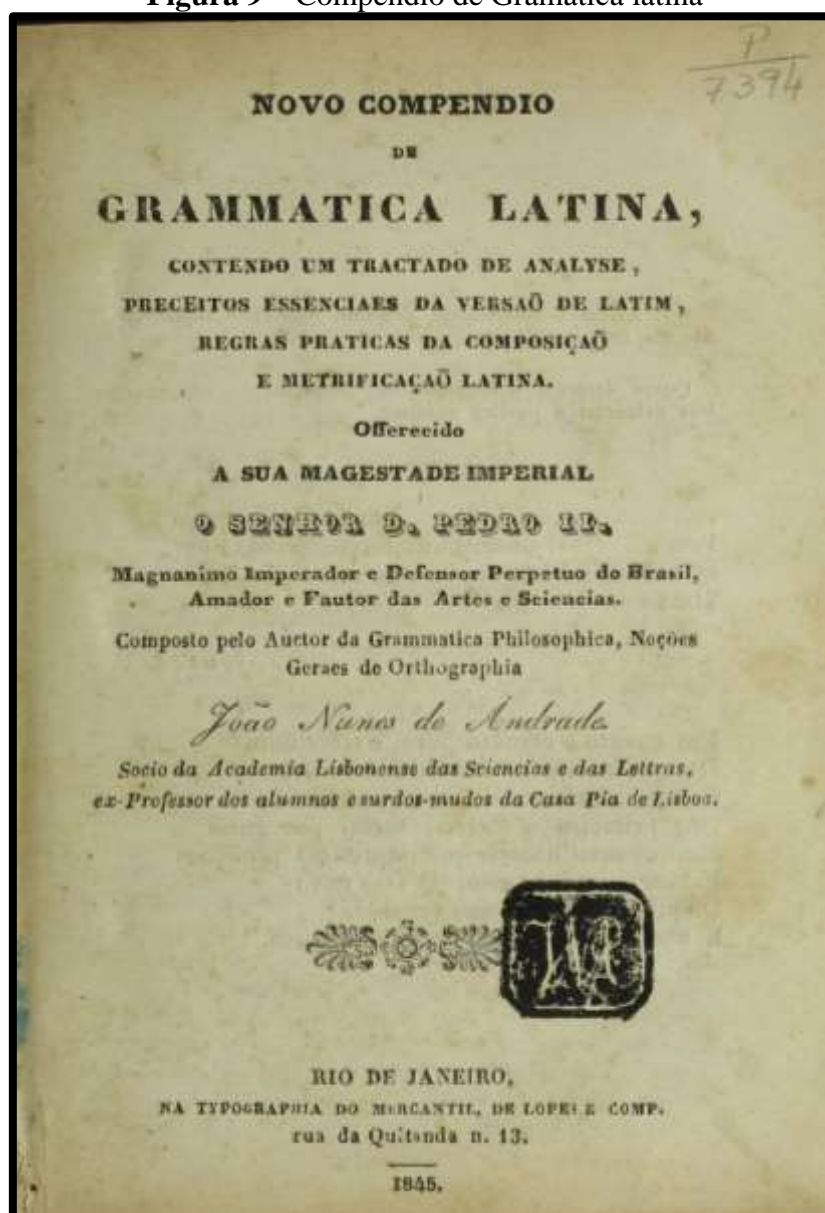 Figura 9 – Compendio de Gramática latina
P
7394
NOVO COMPENDIO
DE
GRAMMATICA LATINA,
CONTENDO UM TRACTADO DE ANALYSE,
PRECEITOS ESSENCIAES DA VERSAÕ DE LATIM,
REGRAS PRATICAS DA COMPOSIÇAÕ
E METRIFICAÇAÕ LATINA.
Offerecido
A SUA MAGESTADE IMPERIAL
O SENHOR D. PEDRO II.
Magnanimo Imperador e Defensor Perpetuo do Brasil,
Amador e Fautor das Artes e Sciencias.
Composto pelo Auctor da Grammatica Philosophica, Noções
Geraes de Orthographia
João Nunes de Andrade.
Socio da Academia Lisbonense das Sciencias e das Lettras,
ex-Professor dos alumnos e surdos-mudos da Casa Pia de Lisboa.
RIO DE JANEIRO,
NA TYPOGRAPHIA DO MERCANTIL, DE LOPES E COMP.
rua da Quitanda n. 13.
1845.